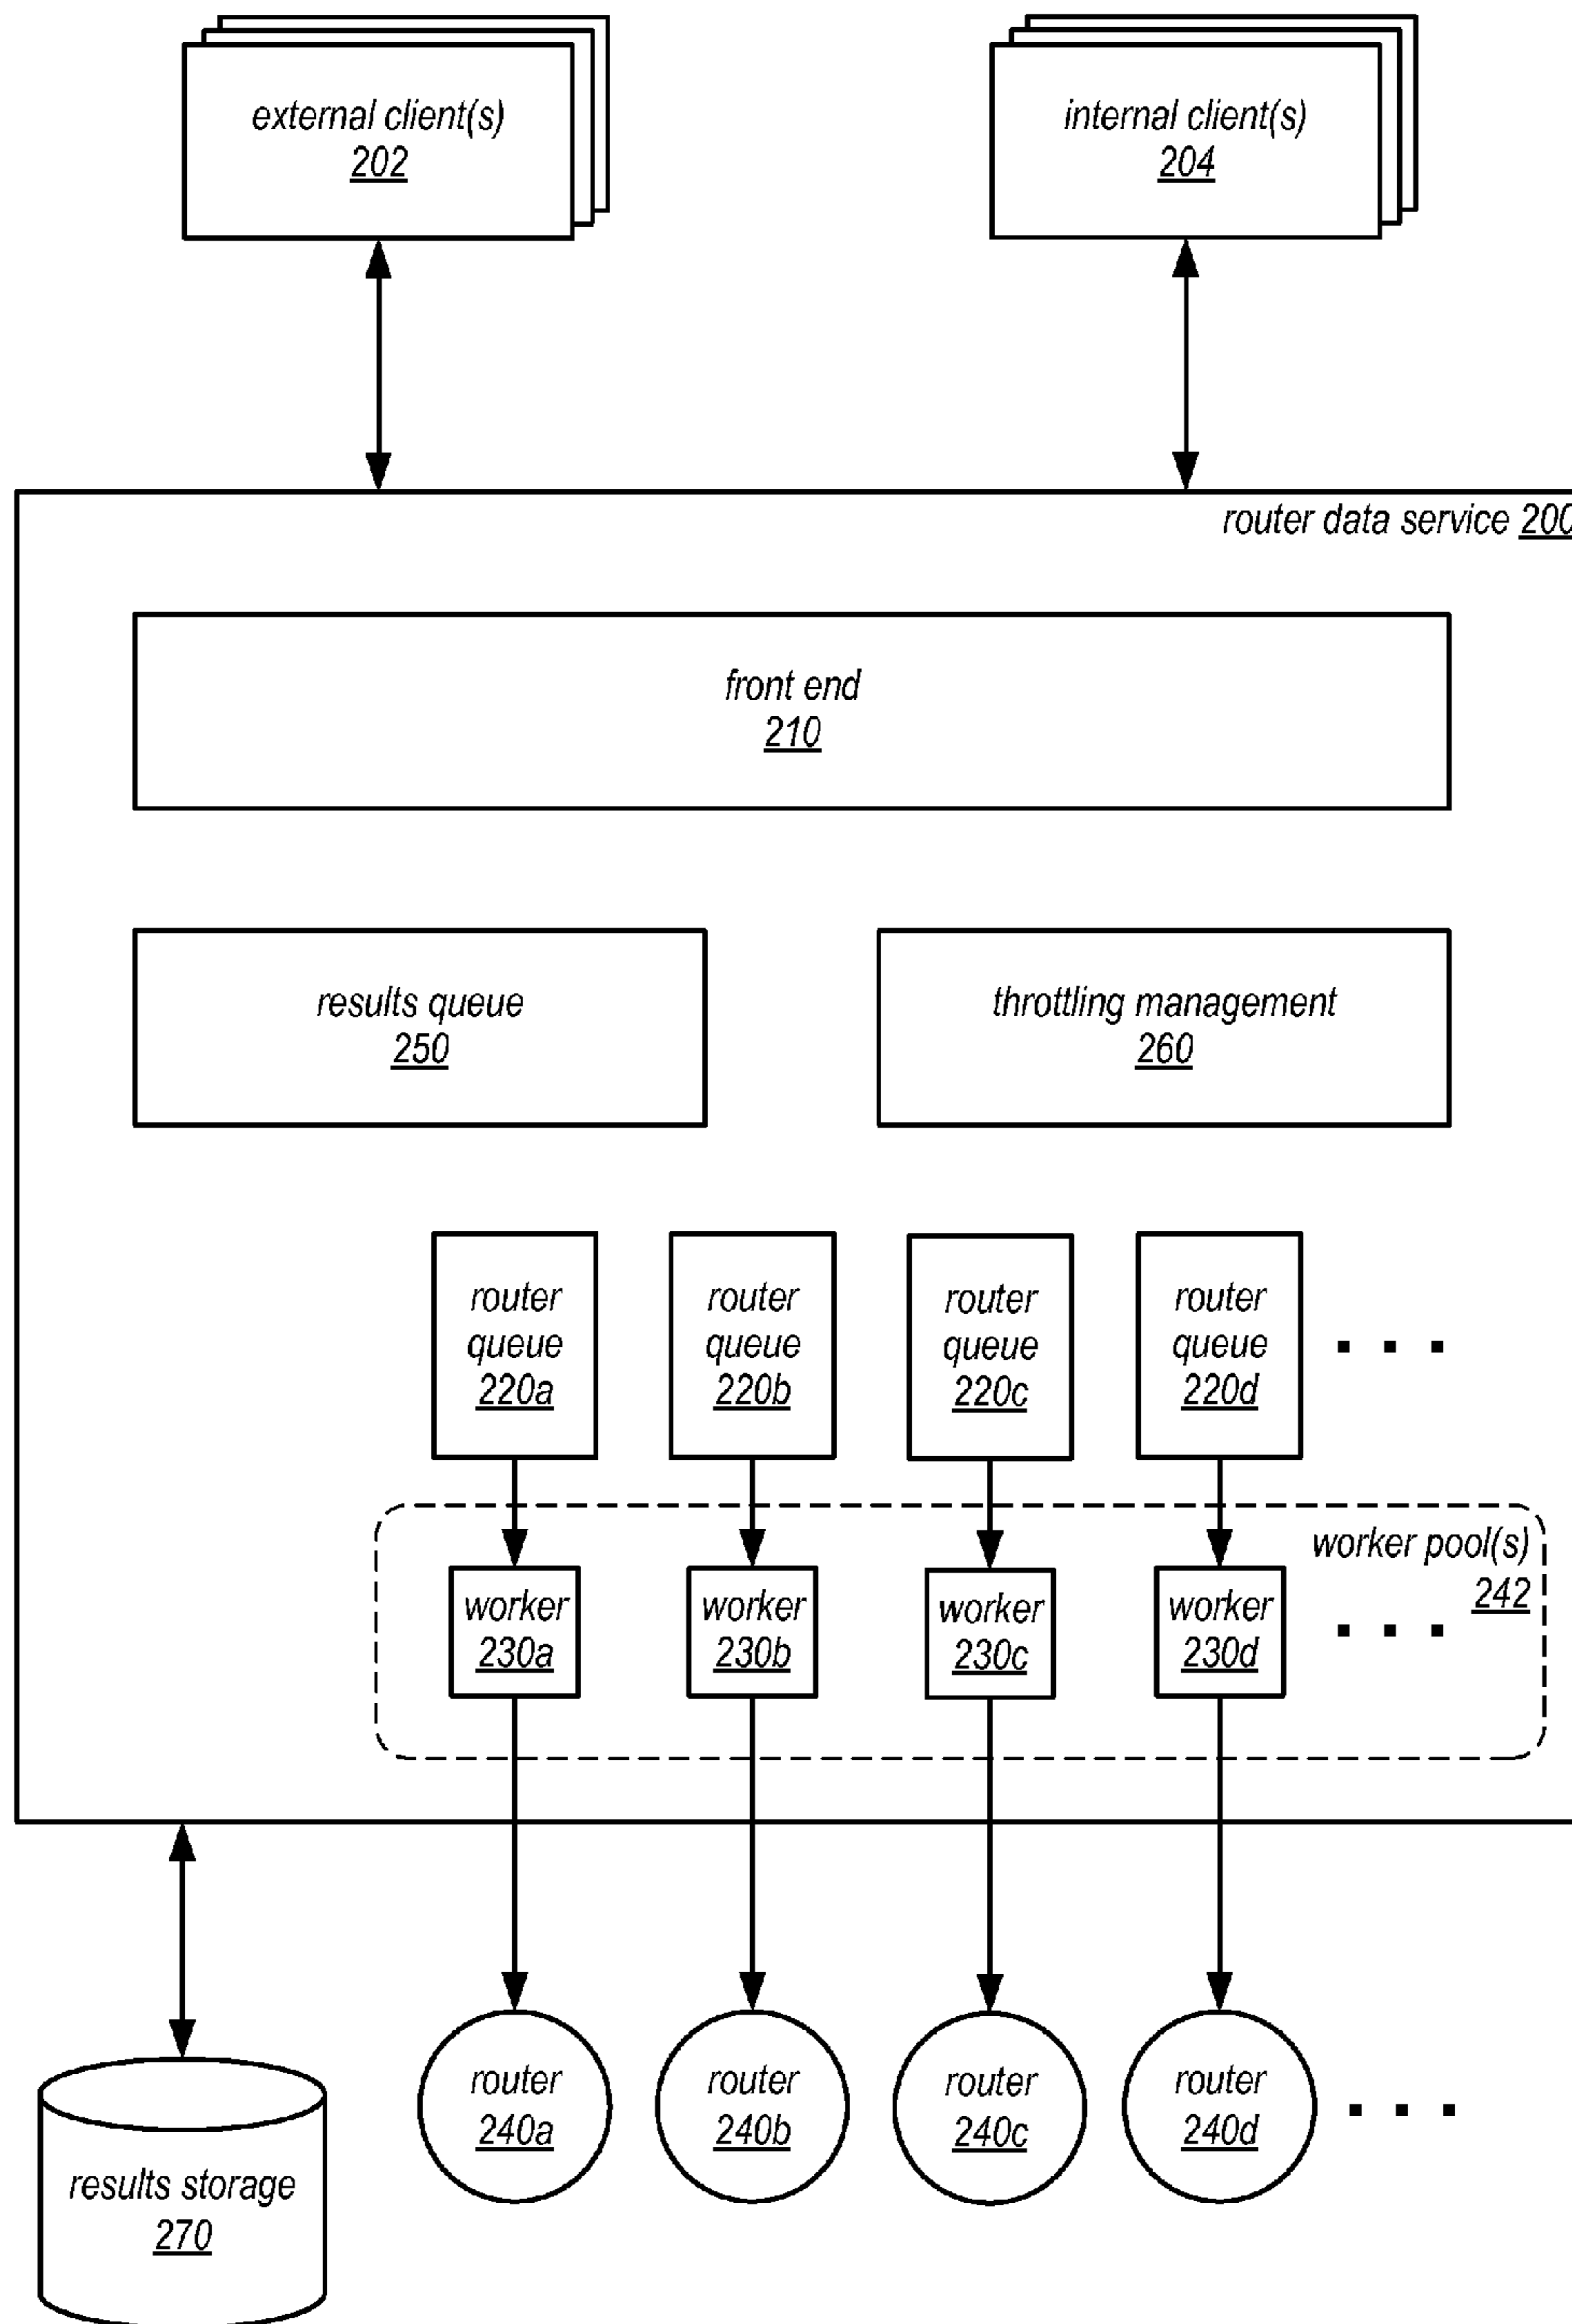 external client(s)
202
internal client(s)
204
router data service 200
front end
210
results queue
250
throttling management
260
router
queue
220a
router
queue
220b
router
queue
220c
router
queue
220d
worker pool(s)
242
worker
230a
worker
230b
worker
230c
worker
230d
router
240a
router
240b
router
240c
router
240d
results storage
270